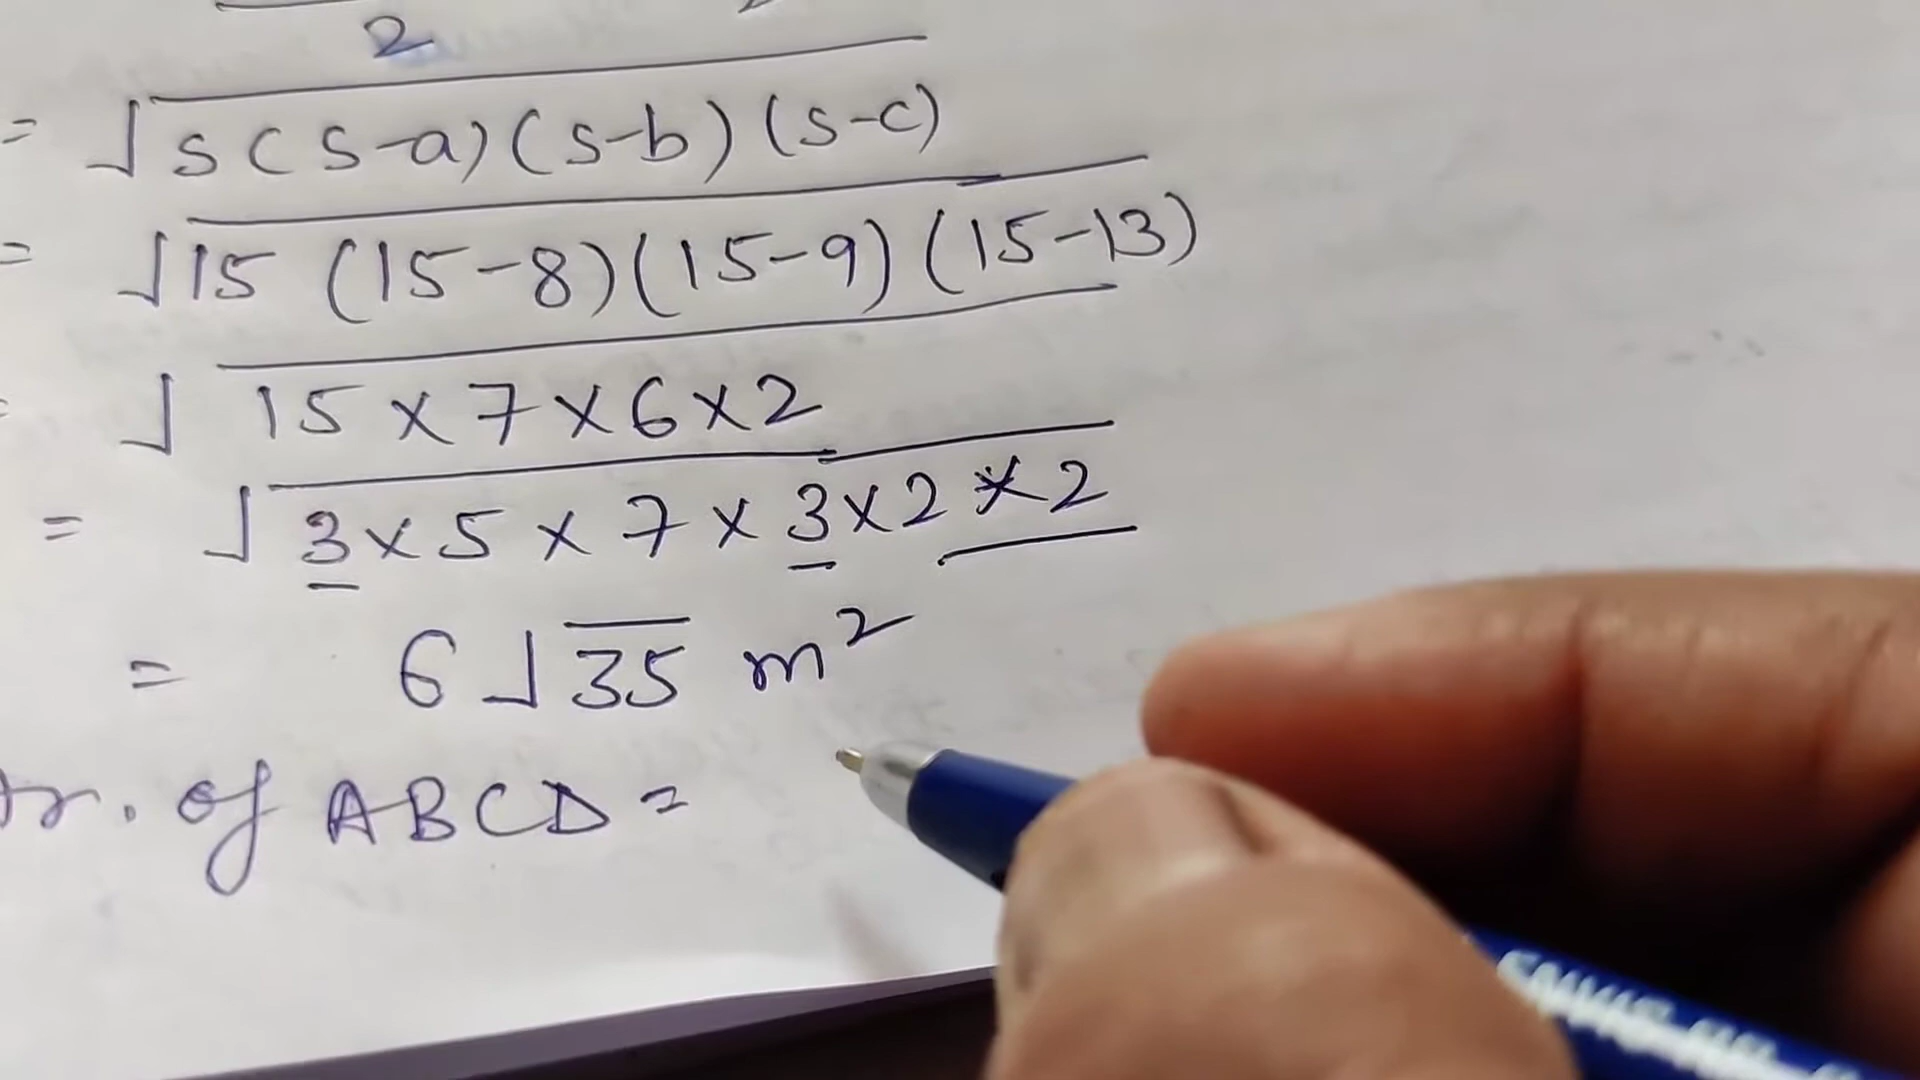 2
= √s(s-a)(s-b)(s-c)
= √15 (15-8)(15-9)(15-13)
= √15×7×6×2
= √3×5×7×3×2×2
= 6√35 m²
Ar. of ABCD =